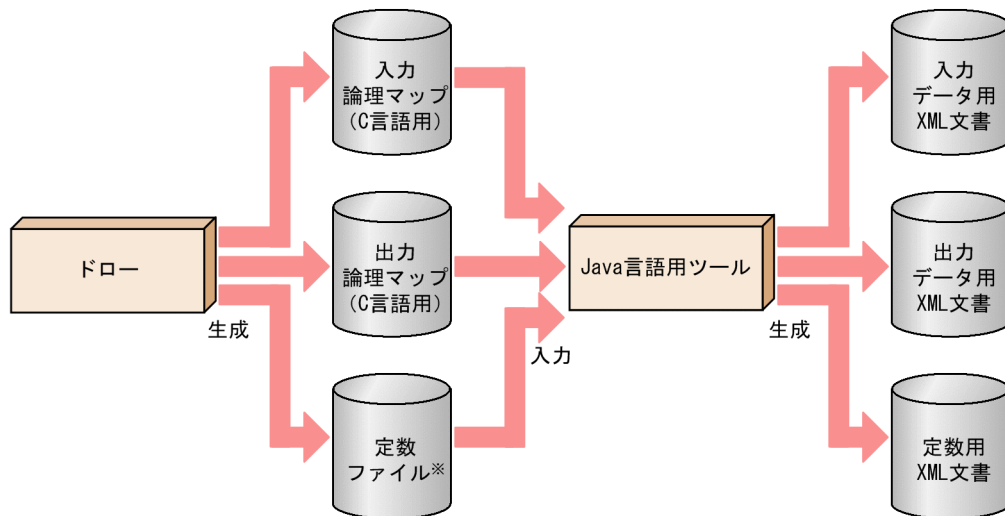 入力
論理マップ
(C言語用)
入力
データ用
XML文書
ドロー
出力
論理マップ
(C言語用)
Java言語用ツール
出力
データ用
XML文書
生成
入力
生成
定数
ファイル※
定数用
XML文書